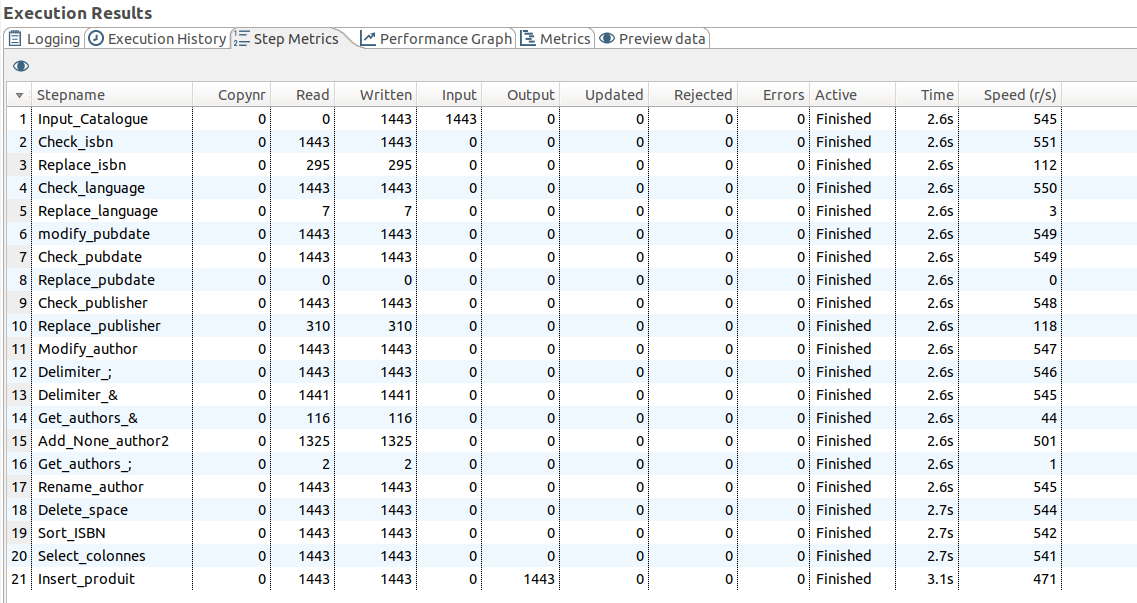 Execution Results
Logging Execution History Step Metrics Performance Graph Metrics Preview data
Stepname Copynr Read Written Input Output Updated Rejected Errors Active Time Speed (r/s)
1 Input_Catalogue 0 0 1443 1443 0 0 0 0 Finished 2.6s 545
2 Check_isbn 0 1443 1443 0 0 0 0 0 Finished 2.6s 551
3 Replace_isbn 0 295 295 0 0 0 0 0 Finished 2.6s 112
4 Check_language 0 1443 1443 0 0 0 0 0 Finished 2.6s 550
5 Replace_language 0 7 7 0 0 0 0 0 Finished 2.6s 3
6 modify_pubdate 0 1443 1443 0 0 0 0 0 Finished 2.6s 549
7 Check_pubdate 0 1443 1443 0 0 0 0 0 Finished 2.6s 549
8 Replace_pubdate 0 0 0 0 0 0 0 0 Finished 2.6s 0
9 Check_publisher 0 1443 1443 0 0 0 0 0 Finished 2.6s 548
10 Replace_publisher 0 310 310 0 0 0 0 0 Finished 2.6s 118
11 Modify_author 0 1443 1443 0 0 0 0 0 Finished 2.6s 547
12 Delimiter_; 0 1443 1443 0 0 0 0 0 Finished 2.6s 546
13 Delimiter_& 0 1441 1441 0 0 0 0 0 Finished 2.6s 545
14 Get_authors_& 0 116 116 0 0 0 0 0 Finished 2.6s 44
15 Add_None_author2 0 1325 1325 0 0 0 0 0 Finished 2.6s 501
16 Get_authors_; 0 2 2 0 0 0 0 0 Finished 2.6s 1
17 Rename_author 0 1443 1443 0 0 0 0 0 Finished 2.6s 545
18 Delete_space 0 1443 1443 0 0 0 0 0 Finished 2.7s 544
19 Sort_ISBN 0 1443 1443 0 0 0 0 0 Finished 2.7s 542
20 Select_colonnes 0 1443 1443 0 0 0 0 0 Finished 2.7s 541
21 Insert_produit 0 1443 1443 0 1443 0 0 0 Finished 3.1s 471